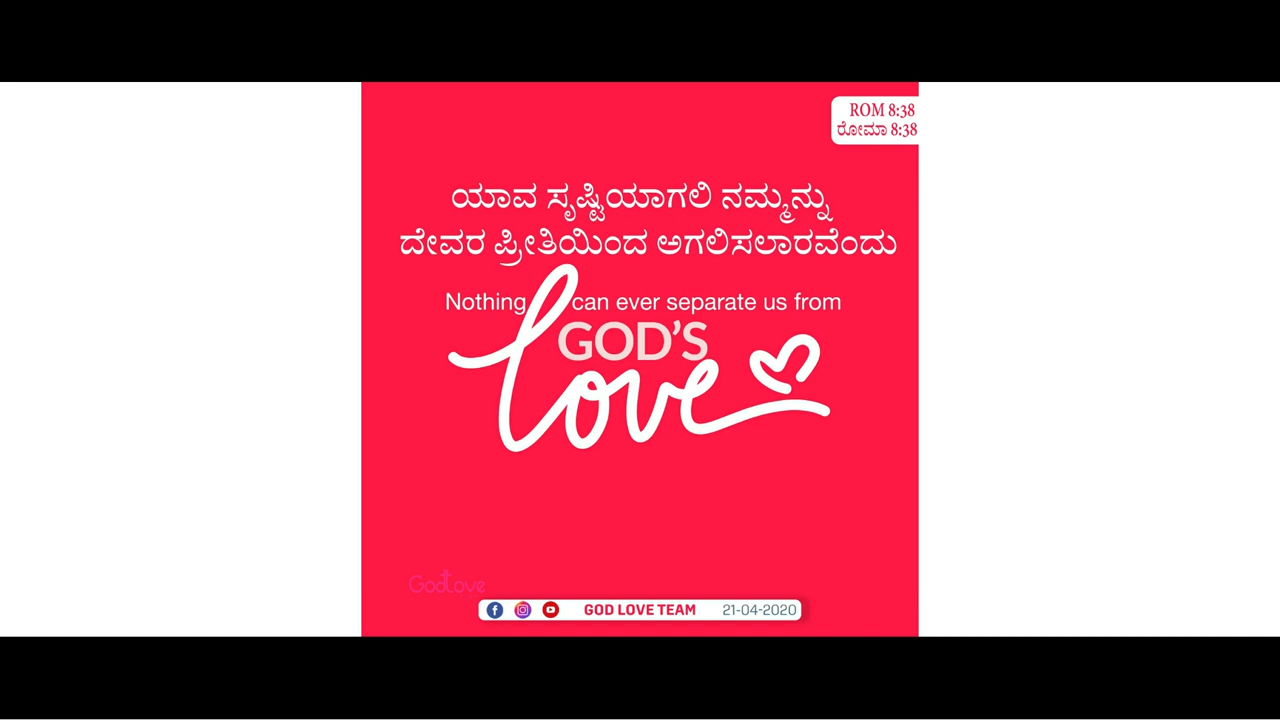 ROM 8:38
ರೋಮಾ 8:38
ಯಾವ ಸೃಷ್ಟಿಯಾಗಲಿ ನಮ್ಮನ್ನು
ದೇವರ ಪ್ರೀತಿಯಿಂದ ಅಗಲಿಸಲಾರವೆಂದು
Nothing can ever separate us from
GOD'S
love
GodLove
GOD LOVE TEAM 21-04-2020